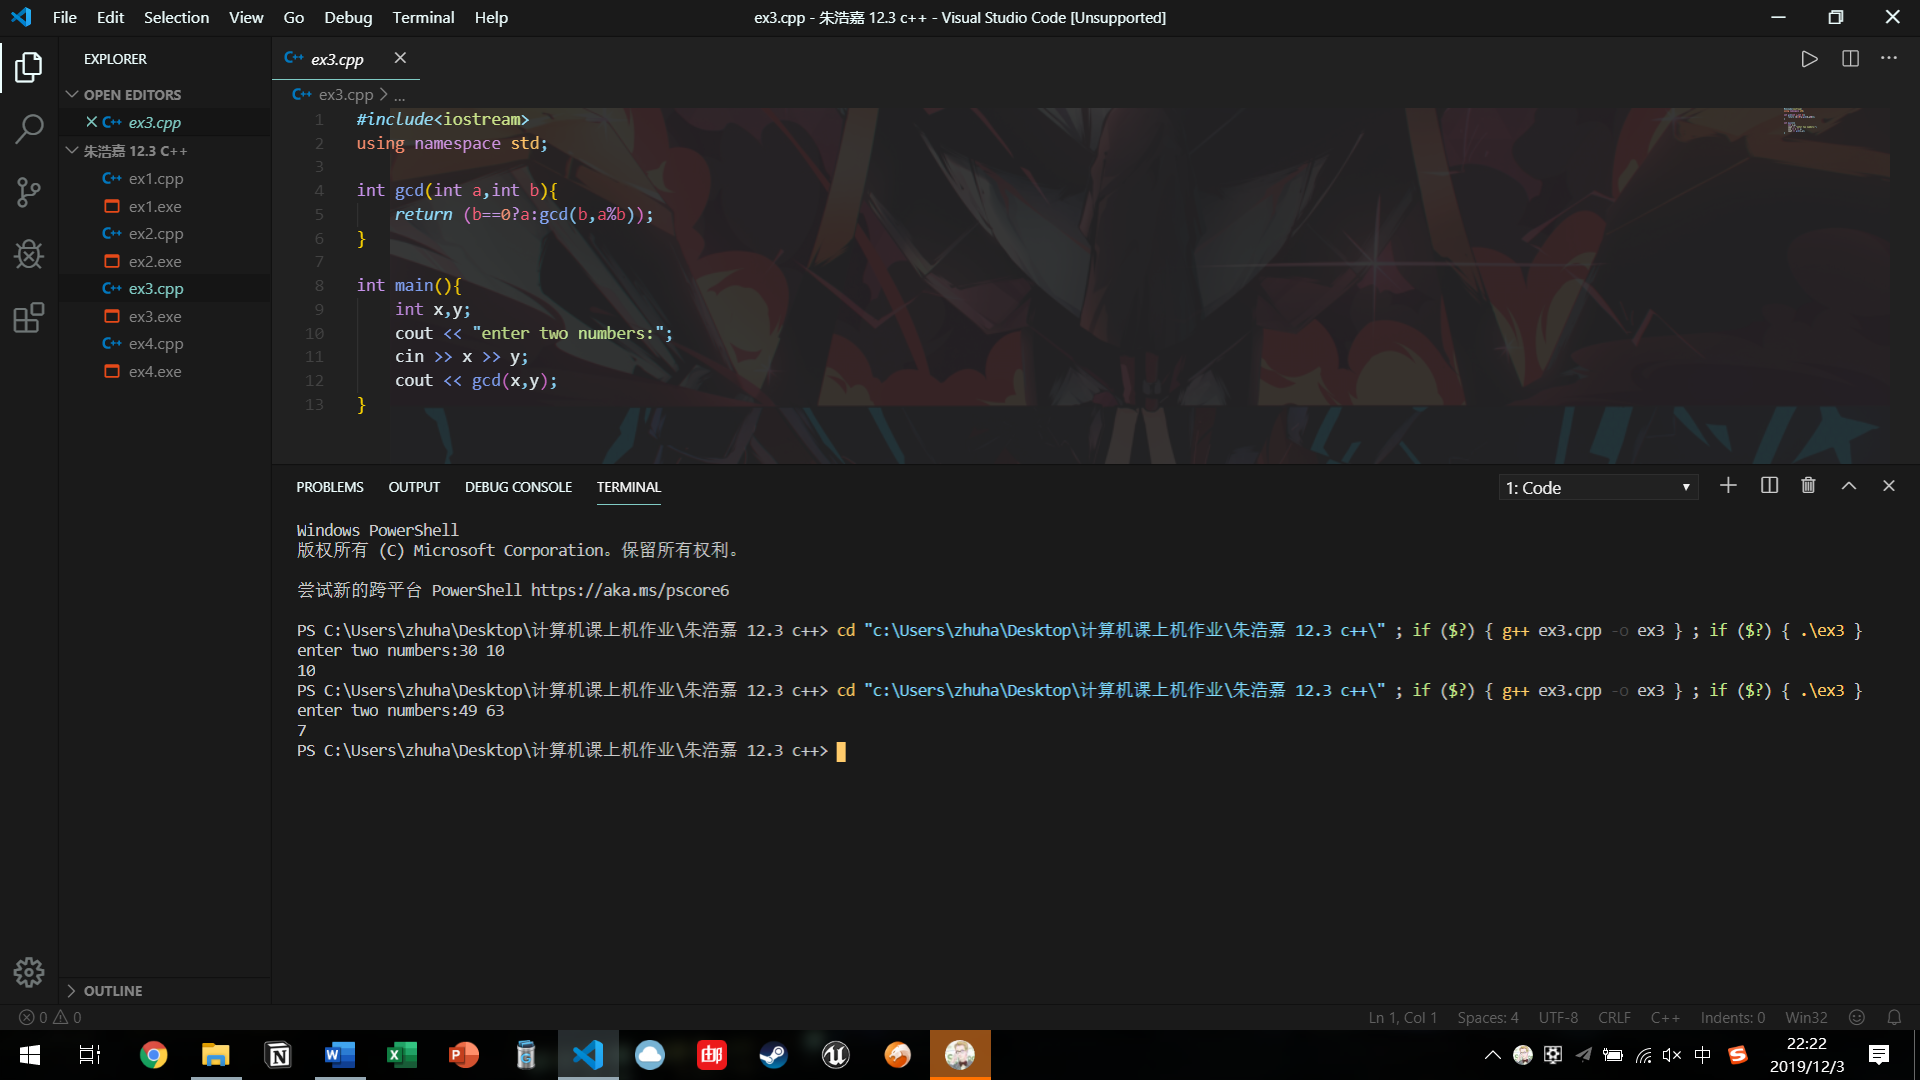 File Edit Selection View Go Debug Terminal Help
ex3.cpp - 朱浩嘉 12.3 c++ - Visual Studio Code [Unsupported]
EXPLORER
OPEN EDITORS
ex3.cpp
朱浩嘉 12.3 C++
ex1.cpp
ex1.exe
ex2.cpp
ex2.exe
ex3.cpp
ex3.exe
ex4.cpp
ex4.exe
OUTLINE
ex3.cpp
ex3.cpp > ...
1 #include<iostream>
2 using namespace std;
3
4 int gcd(int a,int b){
5 return (b==0?a:gcd(b,a%b));
6 }
7
8 int main(){
9 int x,y;
10 cout << "enter two numbers:";
11 cin >> x >> y;
12 cout << gcd(x,y);
13 }
PROBLEMS OUTPUT DEBUG CONSOLE TERMINAL
1: Code
Windows PowerShell
版权所有 (C) Microsoft Corporation。保留所有权利。
尝试新的跨平台 PowerShell https://aka.ms/pscore6
PS C:\Users\zhuha\Desktop\计算机课上机作业\朱浩嘉 12.3 c++> cd "c:\Users\zhuha\Desktop\计算机课上机作业\朱浩嘉 12.3 c++\" ; if ($?) { g++ ex3.cpp -o ex3 } ; if ($?) { .\ex3 }
enter two numbers:30 10
10
PS C:\Users\zhuha\Desktop\计算机课上机作业\朱浩嘉 12.3 c++> cd "c:\Users\zhuha\Desktop\计算机课上机作业\朱浩嘉 12.3 c++\" ; if ($?) { g++ ex3.cpp -o ex3 } ; if ($?) { .\ex3 }
enter two numbers:49 63
7
PS C:\Users\zhuha\Desktop\计算机课上机作业\朱浩嘉 12.3 c++>
0 0
Ln 1, Col 1 Spaces: 4 UTF-8 CRLF C++ Indents: 0 Win32
中
22:22
2019/12/3